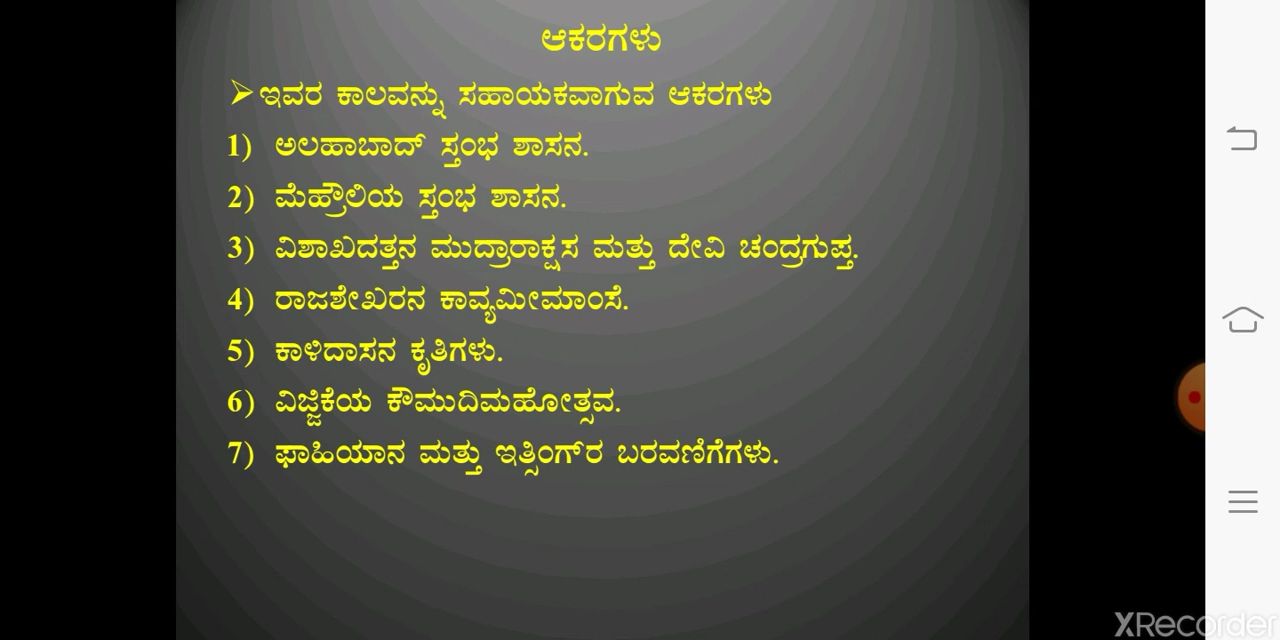 ಆಕರಗಳು
➢ಇವರ ಕಾಲವನ್ನು ಸಹಾಯಕವಾಗುವ ಆಕರಗಳು
1) ಅಲಹಾಬಾದ್ ಸ್ತಂಭ ಶಾಸನ.
2) ಮೆಹ್ರೌಲಿಯ ಸ್ತಂಭ ಶಾಸನ.
3) ವಿಶಾಖದತ್ತನ ಮುದ್ರಾರಾಕ್ಷಸ ಮತ್ತು ದೇವಿ ಚಂದ್ರಗುಪ್ತ.
4) ರಾಜಶೇಖರನ ಕಾವ್ಯಮೀಮಾಂಸೆ.
5) ಕಾಳಿದಾಸನ ಕೃತಿಗಳು.
6) ವಿಜ್ಜಿಕೆಯ ಕೌಮುದಿಮಹೋತ್ಸವ.
7) ಫಾಹಿಯಾನ ಮತ್ತು ಇತ್ಸಿಂಗ್‌ರ ಬರವಣಿಗೆಗಳು.
XRecorder